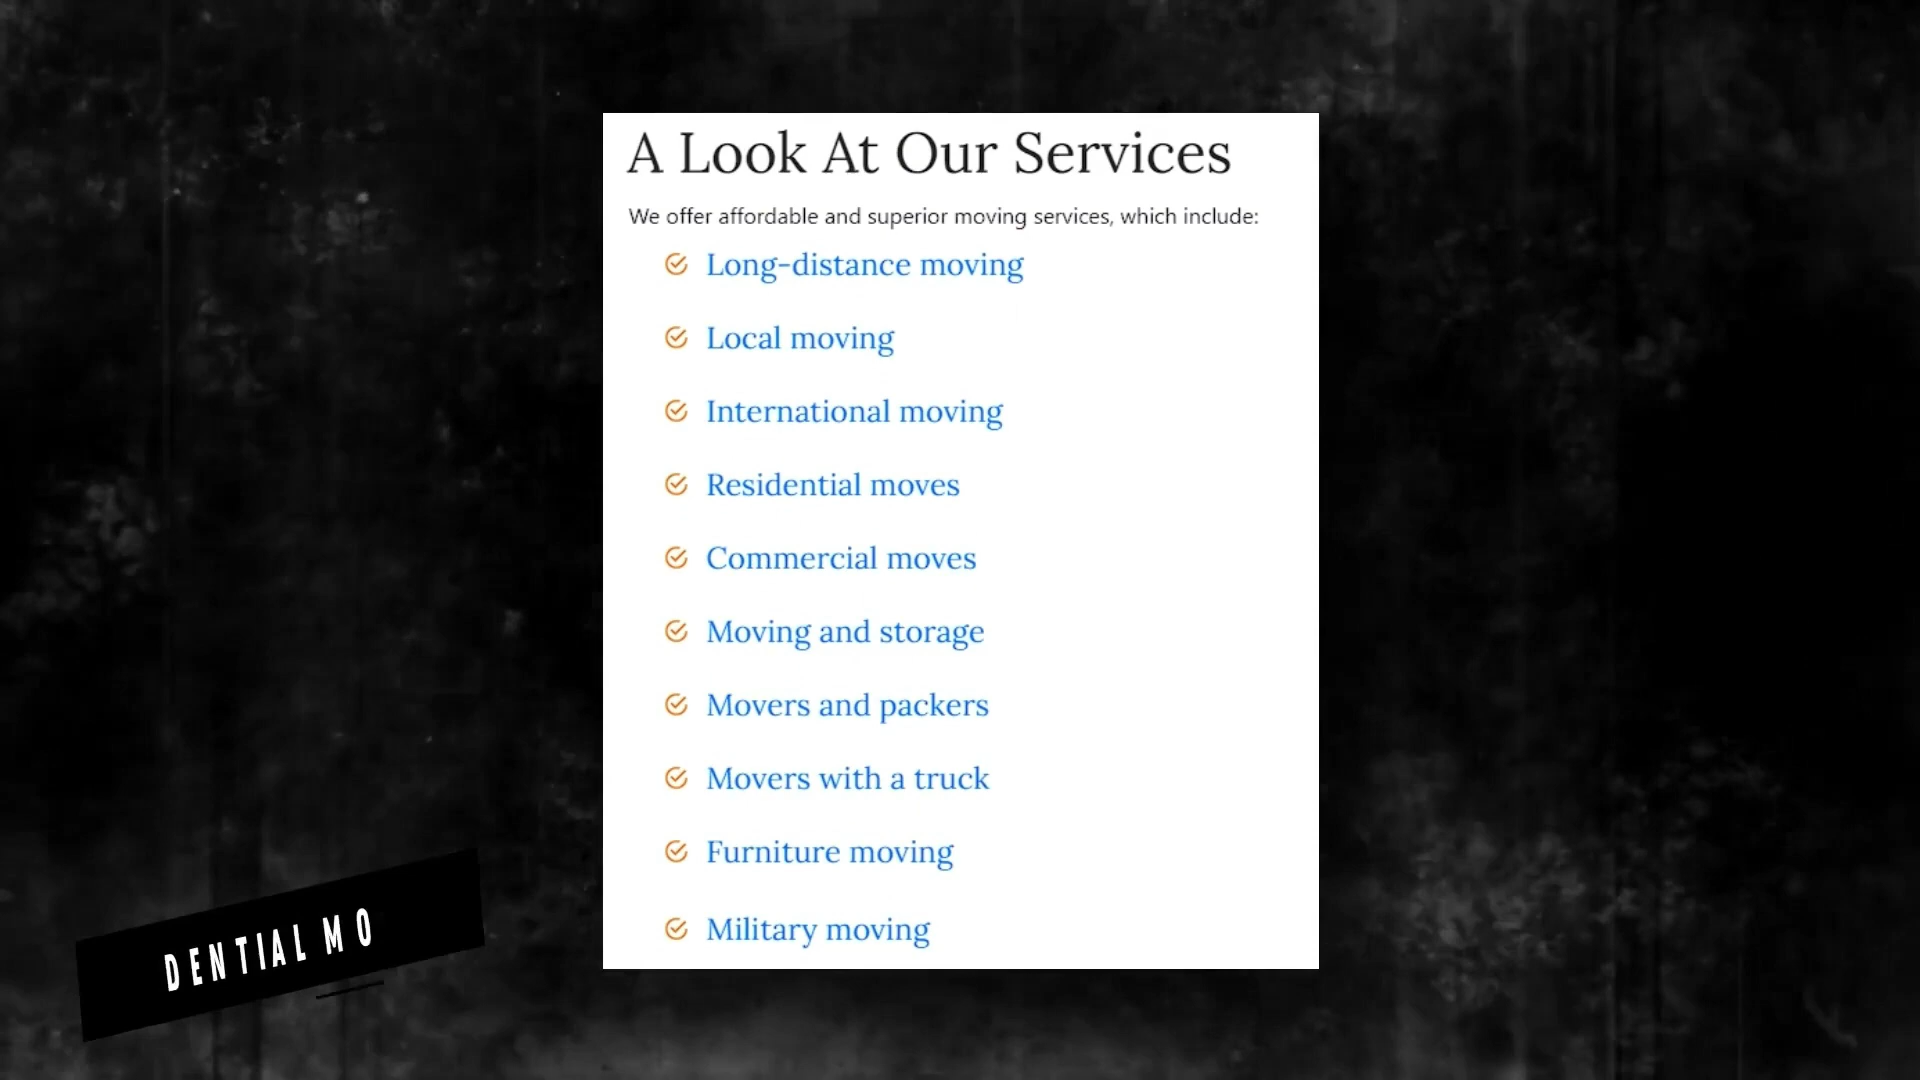 A Look At Our Services
We offer affordable and superior moving services, which include:
Long-distance moving
Local moving
International moving
Residential moves
Commercial moves
Moving and storage
Movers and packers
Movers with a truck
Furniture moving
Military moving
DENTIAL MO